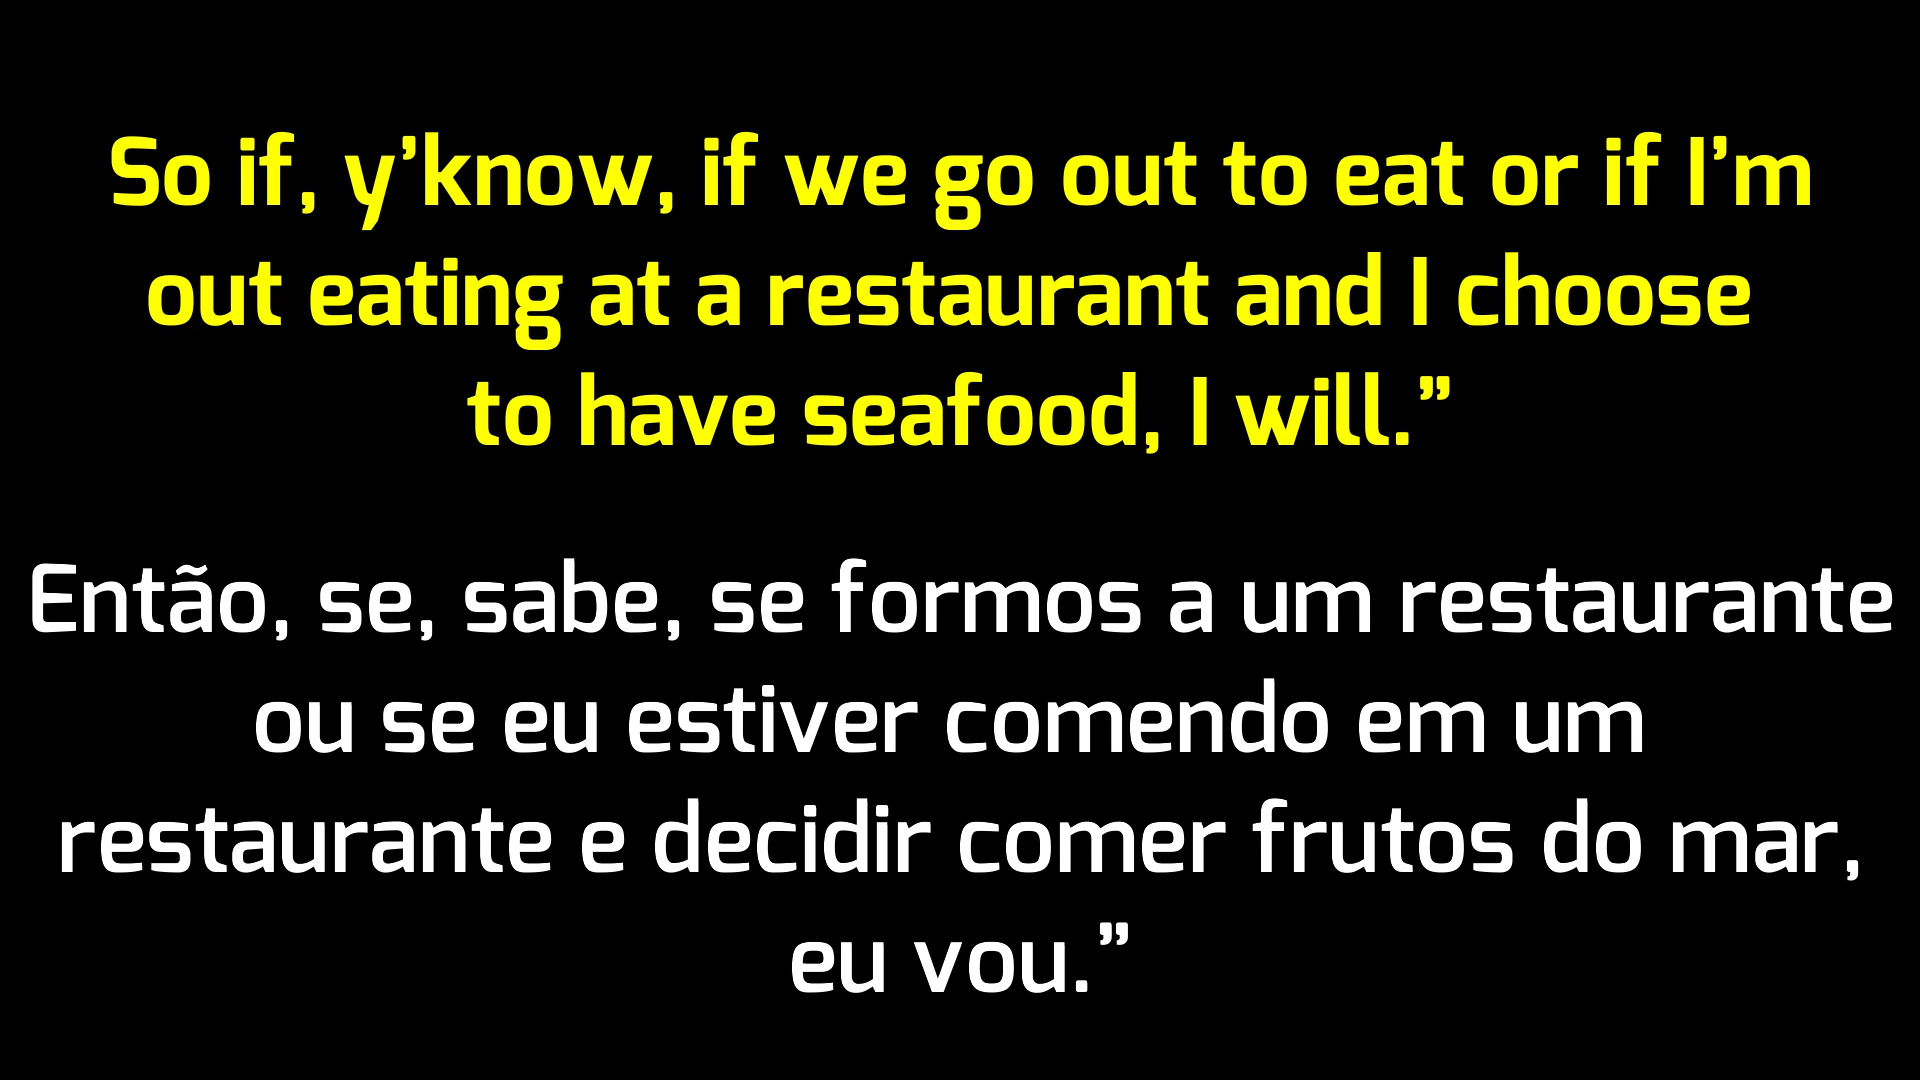 So if, y’know, if we go out to eat or if I’m
out eating at a restaurant and I choose
to have seafood, I will.”
Então, se, sabe, se formos a um restaurante
ou se eu estiver comendo em um
restaurante e decidir comer frutos do mar,
eu vou.”